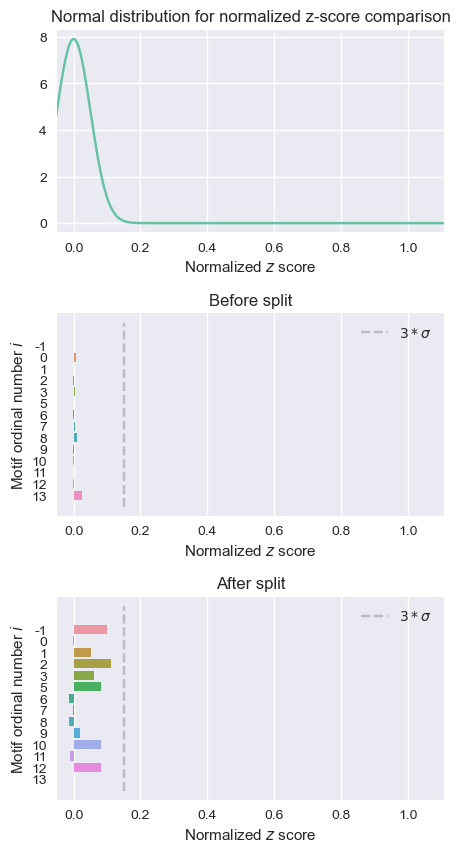 Normal distribution for normalized z-score comparison
8
6
4
2
0
0.0 0.2 0.4 0.6 0.8 1.0
Normalized z score
Before split
Motif ordinal number i
-1
0
1
2
3
5
6
7
8
9
10
11
12
13
3 * σ
0.0 0.2 0.4 0.6 0.8 1.0
Normalized z score
After split
Motif ordinal number i
-1
0
1
2
3
5
6
7
8
9
10
11
12
13
3 * σ
0.0 0.2 0.4 0.6 0.8 1.0
Normalized z score